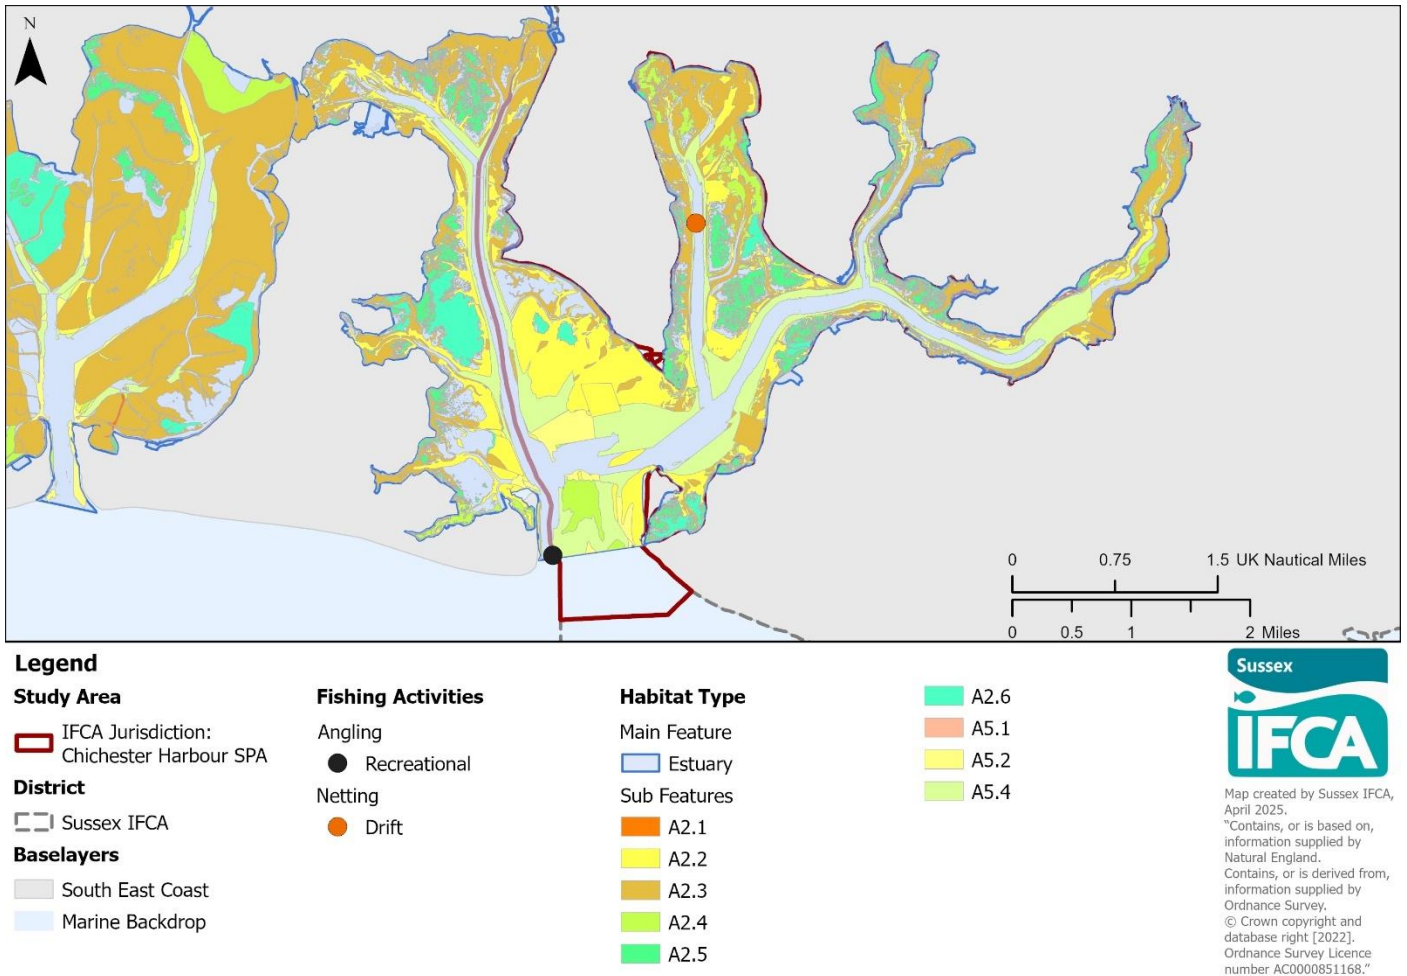 N
0 0.75 1.5 UK Nautical Miles
0 0.5 1 2 Miles
Legend
Study Area
IFCA Jurisdiction:
Chichester Harbour SPA
District
Sussex IFCA
Baselayers
South East Coast
Marine Backdrop
Fishing Activities
Angling
Recreational
Netting
Drift
Habitat Type
Main Feature
Estuary
Sub Features
A2.1
A2.2
A2.3
A2.4
A2.5
A2.6
A5.1
A5.2
A5.4
Sussex
IFCA
Map created by Sussex IFCA,
April 2025.
"Contains, or is based on,
information supplied by
Natural England.
Contains, or is derived from,
information supplied by
Ordnance Survey.
© Crown copyright and
database right [2022].
Ordnance Survey Licence
number AC0000851168."